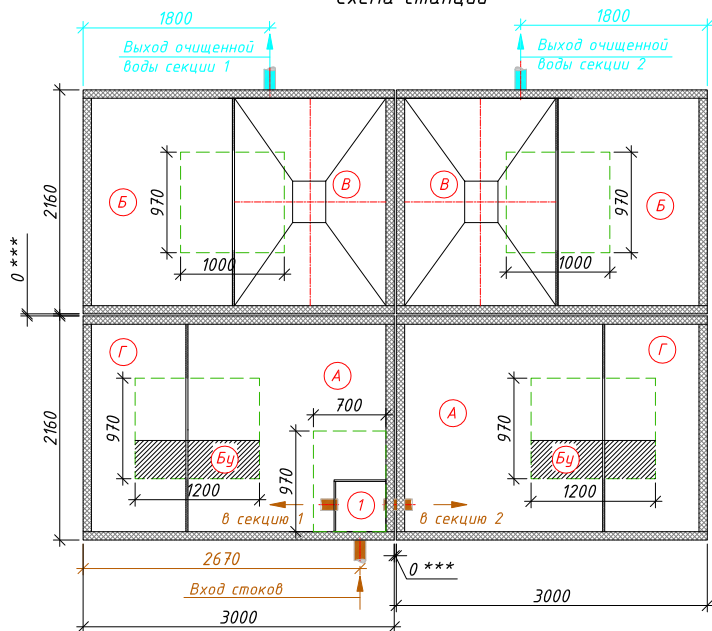 схема станции
1800
1800
Выход очищенной
воды секции 1
Выход очищенной
воды секции 2
2160
Б
970
1000
В
В
970
Б
1000
0 ***
Г
А
700
А
Г
2160
970
Бу
1200
970
1
970
Бу
1200
в секцию 1
в секцию 2
2670
Вход стоков
0 ***
3000
3000